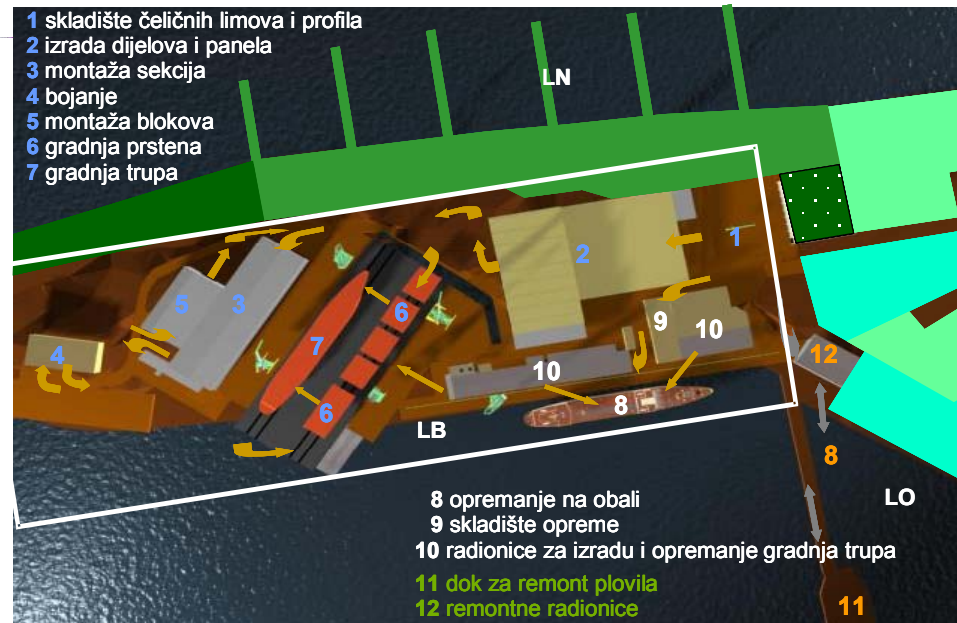 1 skladište čeličnih limova i profila
2 izrada dijelova i panela
3 montaža sekcija
4 bojanje
5 montaža blokova
6 gradnja prstena
7 gradnja trupa
LN
1
2
5
3
6
9
10
7
4
12
10
6
8
LB
8
LO
8 opremanje na obali
9 skladište opreme
10 radionice za izradu i opremanje gradnja trupa
11 dok za remont plovila
12 remontne radionice
11